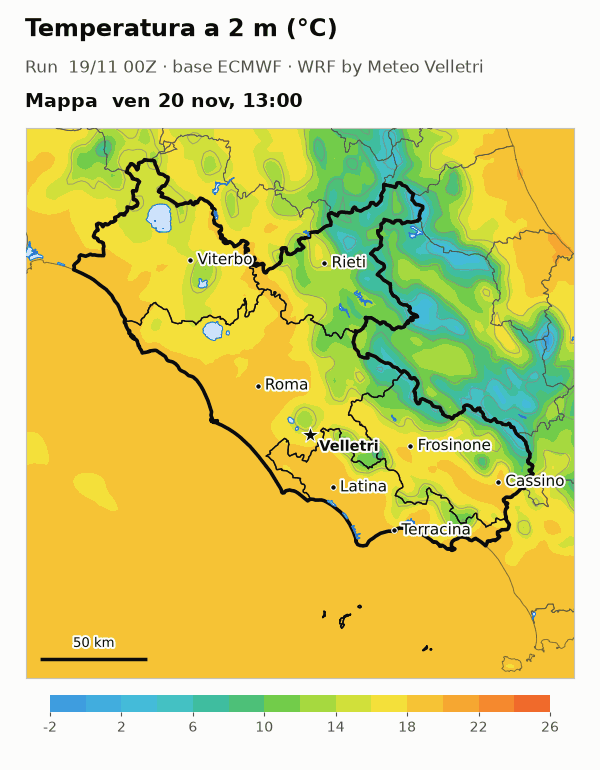 Temperatura a 2 m (°C)
Run  19/11 00Z · base ECMWF · WRF by Meteo Velletri
Mappa  ven 20 nov, 13:00
Viterbo
Rieti
Roma
Velletri
Frosinone
Cassino
Latina
Terracina
50 km
-2 2 6 10 14 18 22 26